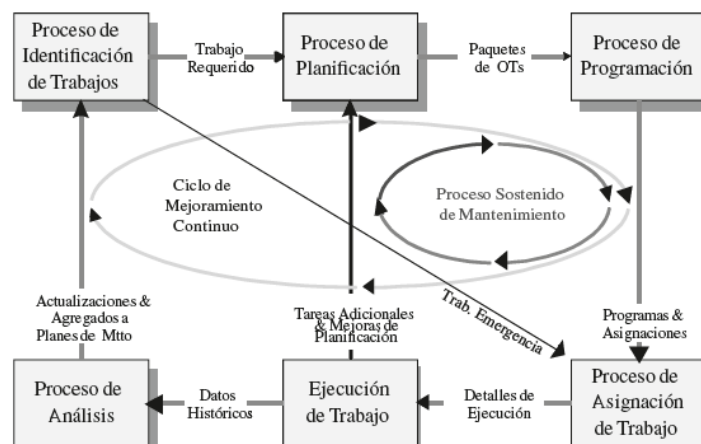 Proceso de
Identificación
de Trabajos
Trabajo
Requerido
Proceso de
Planificación
Paquetes
de OTs
Proceso de
Programación
Ciclo de
Mejoramiento
Continuo
Proceso Sostenido
de Mantenimiento
Actualizaciones &
Agregados a
Planes de Mtto
Tareas Adicionales
& Mejoras de
Planificación
Trab. Emergencia
Programas &
Asignaciones
Proceso de
Análisis
Datos
Históricos
Ejecución
de Trabajo
Detalles de
Ejecución
Proceso de
Asignación
de Trabajo